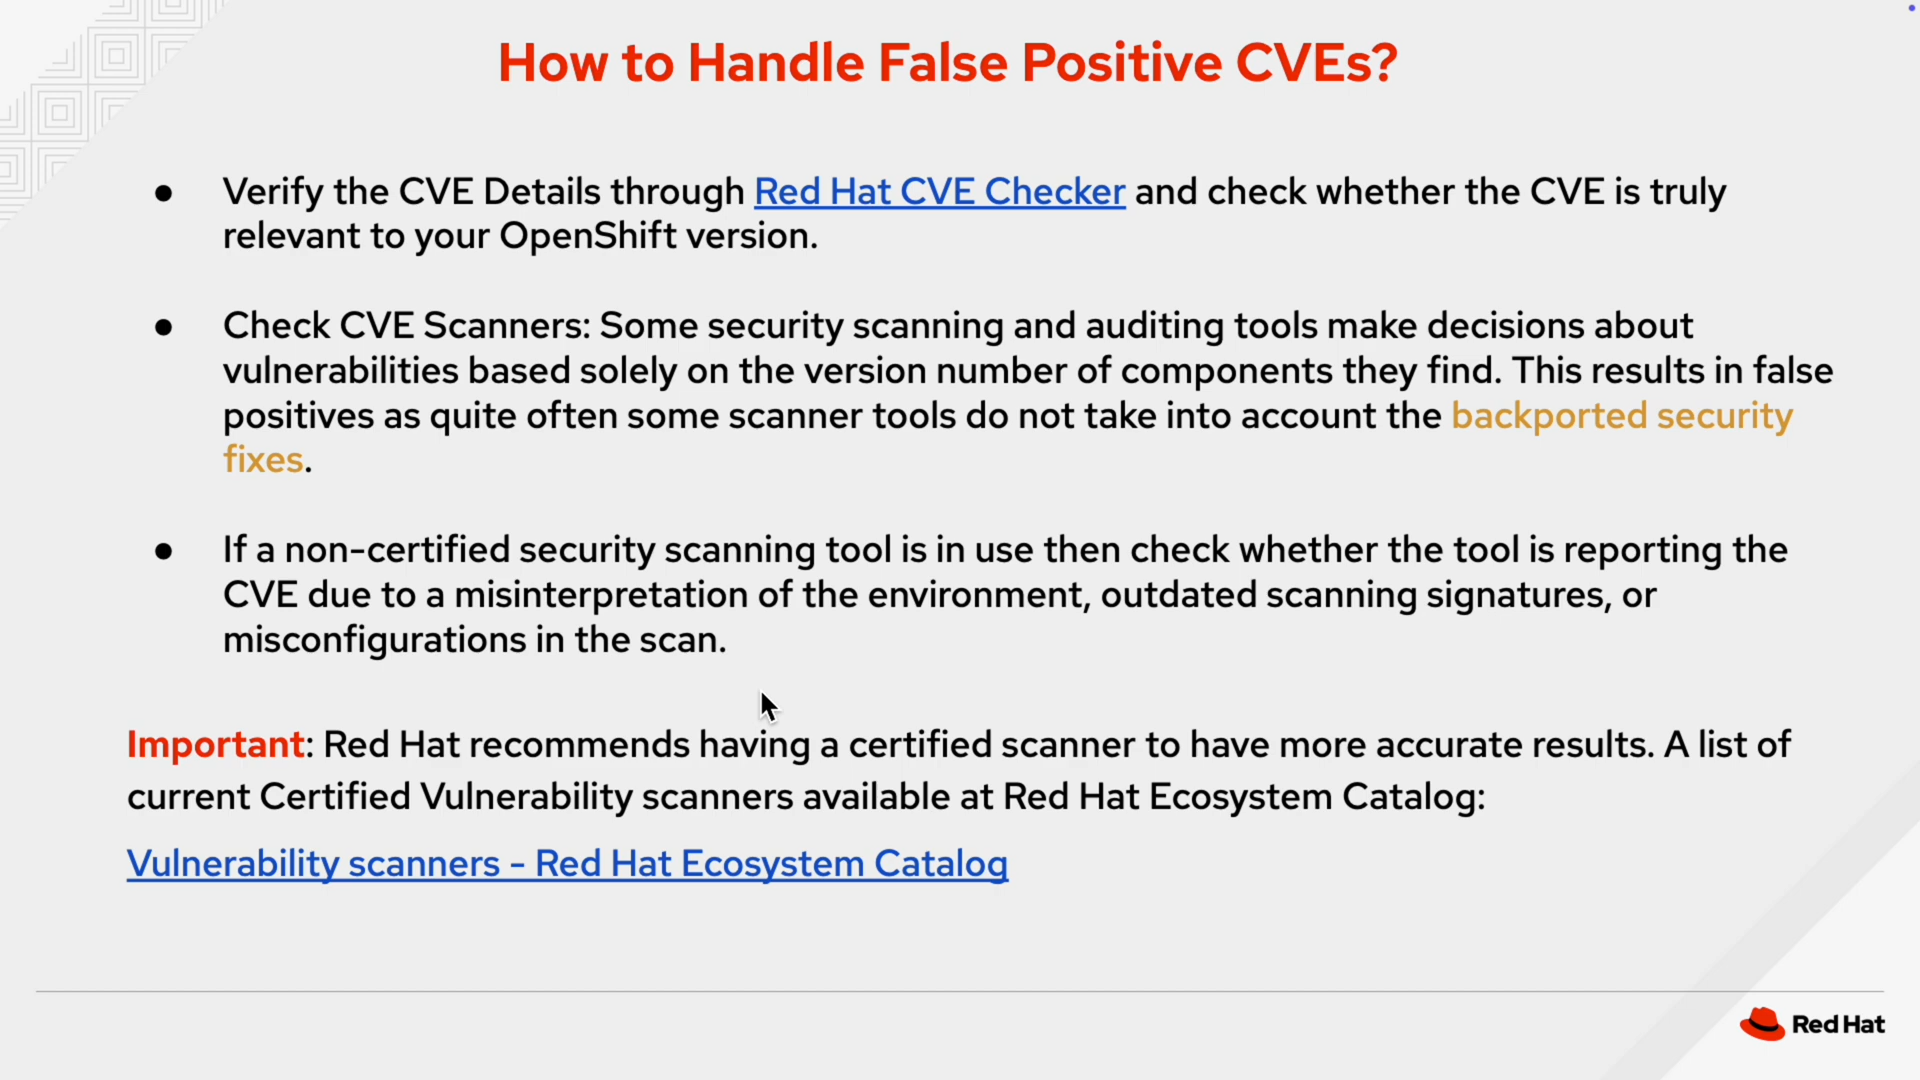 How to Handle False Positive CVEs?
● Verify the CVE Details through Red Hat CVE Checker and check whether the CVE is truly
relevant to your OpenShift version.
● Check CVE Scanners: Some security scanning and auditing tools make decisions about
vulnerabilities based solely on the version number of components they find. This results in false
positives as quite often some scanner tools do not take into account the backported security
fixes.
● If a non-certified security scanning tool is in use then check whether the tool is reporting the
CVE due to a misinterpretation of the environment, outdated scanning signatures, or
misconfigurations in the scan.
Important: Red Hat recommends having a certified scanner to have more accurate results. A list of
current Certified Vulnerability scanners available at Red Hat Ecosystem Catalog:
Vulnerability scanners - Red Hat Ecosystem Catalog
Red Hat